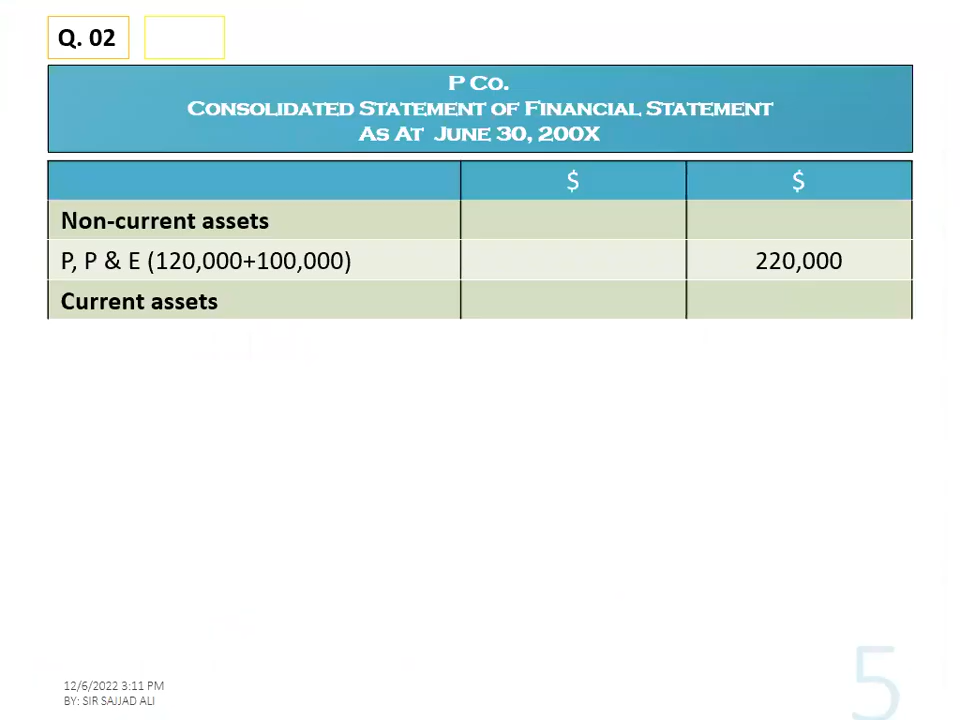 Q. 02
P Co.
Consolidated Statement of Financial Statement
As At June 30, 200X
$ $
Non-current assets
P, P & E (120,000+100,000) 220,000
Current assets
12/6/2022 3:11 PM
BY: SIR SAJJAD ALI
5